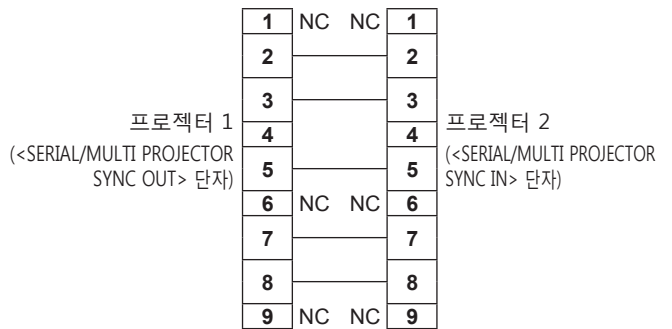 1 NC NC 1
2 2
3 3
프로젝터 1 프로젝터 2
4 4
(<SERIAL/MULTI PROJECTOR (<SERIAL/MULTI PROJECTOR
5 5
SYNC OUT> 단자) SYNC IN> 단자)
6 NC NC 6
7 7
8 8
9 NC NC 9